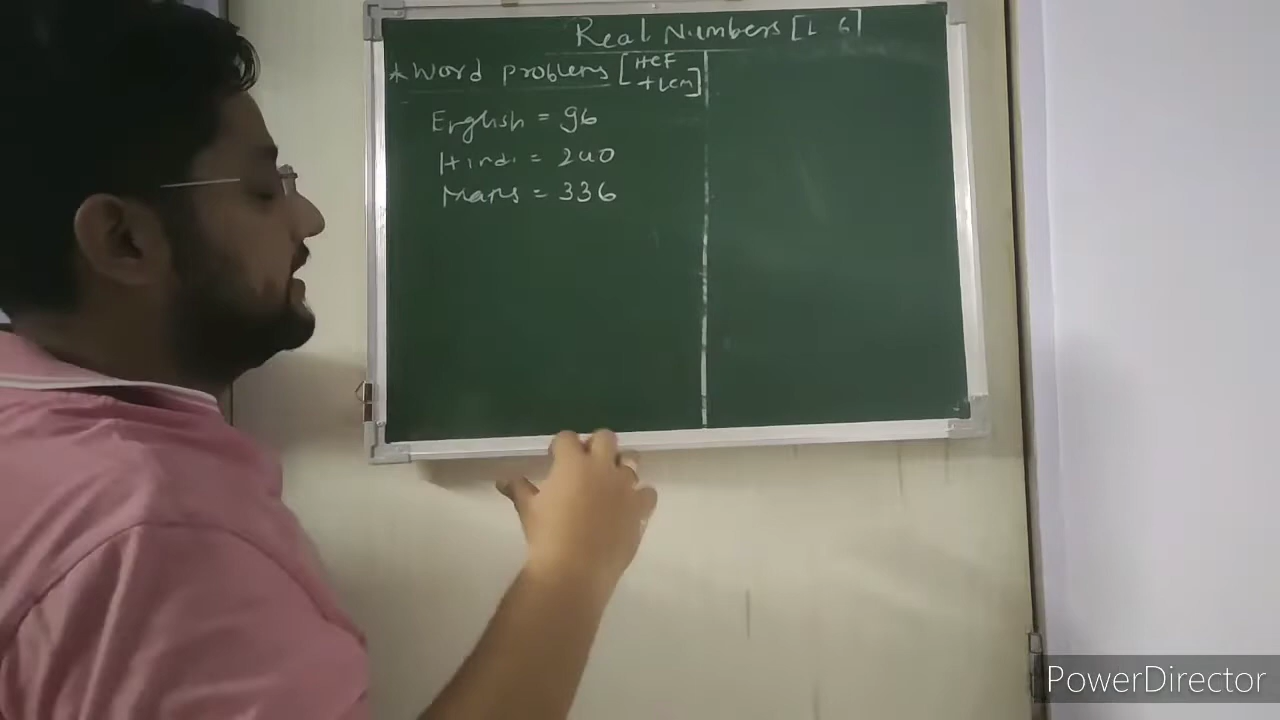 Real Numbers [L 6]
* Word problems [HCF + LCM]
English = 96
Hindi = 240
Maths = 336
PowerDirector